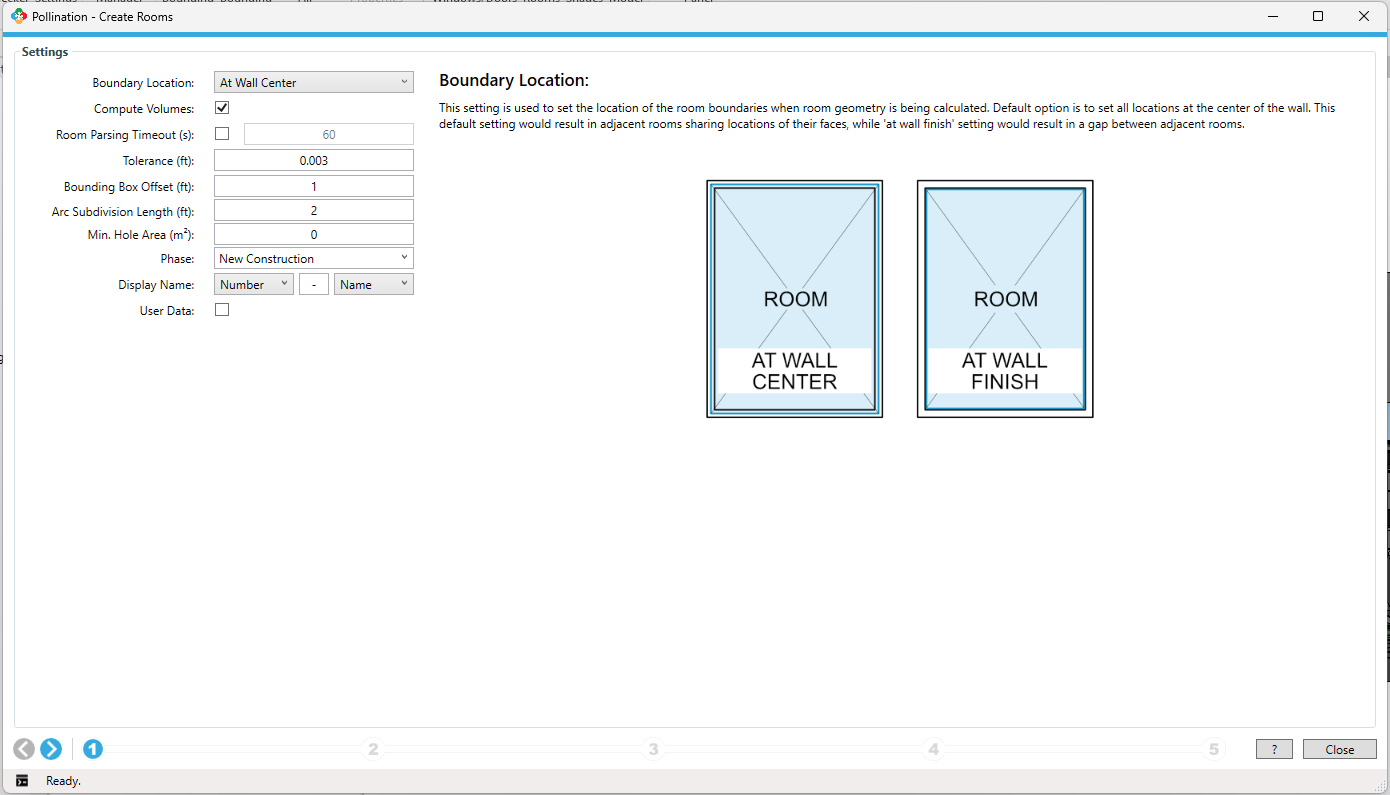 Pollination - Create Rooms
Settings
Boundary Location: At Wall Center
Compute Volumes:
Room Parsing Timeout (s): 60
Tolerance (ft): 0.003
Bounding Box Offset (ft): 1
Arc Subdivision Length (ft): 2
Min. Hole Area (m²): 0
Phase: New Construction
Display Name: Number - Name
User Data:
Boundary Location:
This setting is used to set the location of the room boundaries when room geometry is being calculated. Default option is to set all locations at the center of the wall. This
default setting would result in adjacent rooms sharing locations of their faces, while 'at wall finish' setting would result in a gap between adjacent rooms.
ROOM
AT WALL
CENTER
ROOM
AT WALL
FINISH
1 2 3 4 5
? Close
Ready.